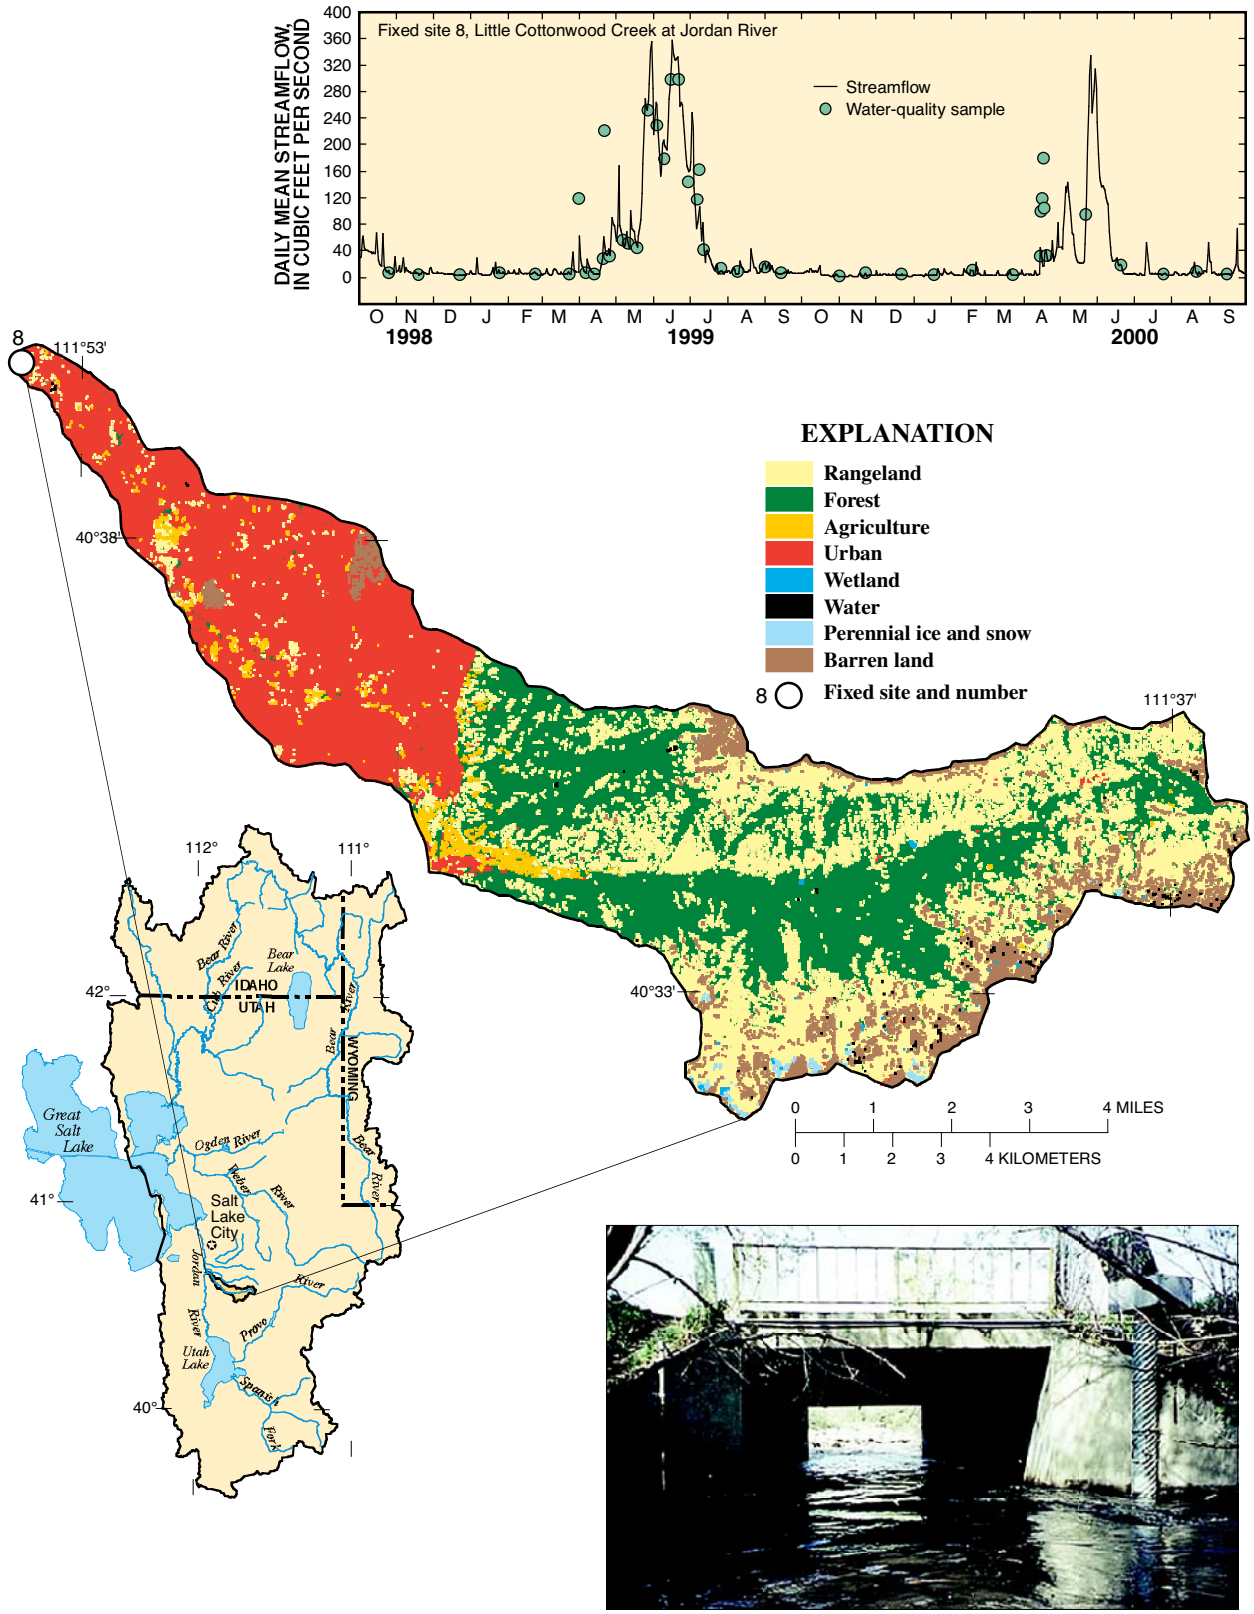 400
360
320
280
240
200
160
120
80
40
0
DAILY MEAN STREAMFLOW,
IN CUBIC FEET PER SECOND
Fixed site 8, Little Cottonwood Creek at Jordan River
Streamflow
Water-quality sample
O N D J F M A M J J A S O N D J F M A M J J A S
1998 1999 2000
8
111°53'
40°38'
EXPLANATION
Rangeland
Forest
Agriculture
Urban
Wetland
Water
Perennial ice and snow
Barren land
8 Fixed site and number
111°37'
40°33'
0 1 2 3 4 MILES
0 1 2 3 4 KILOMETERS
112° 111°
Bear River
Cub River
Bear
Lake
42°
IDAHO
UTAH
WYOMING
Bear River
Great
Salt
Lake
Ogden River
Weber River
Bear River
41°
Salt
Lake
City
Jordan River
Provo River
Utah
Lake
Spanish Fork
40°